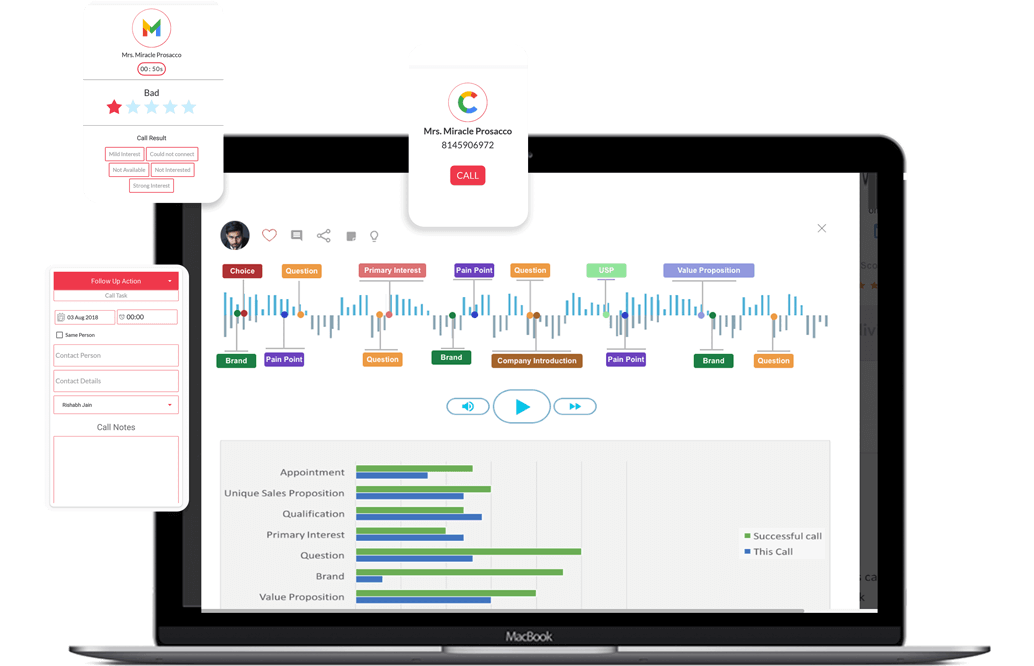 Mrs. Miracle Prosacco
00 : 50s
Bad
Call Result
Mild Interest
Could not connect
Not Available
Not Interested
Strong Interest
Mrs. Miracle Prosacco
8145906972
CALL
Follow Up Action
Call Task
03 Aug 2018
00:00
Same Person
Contact Person
Contact Details
Rishabh Jain
Call Notes
Choice
Question
Primary Interest
Pain Point
Question
USP
Value Proposition
Brand
Pain Point
Question
Brand
Company Introduction
Pain Point
Brand
Question
Appointment
Unique Sales Proposition
Qualification
Primary Interest
Question
Brand
Value Proposition
Successful call
This Call
MacBook